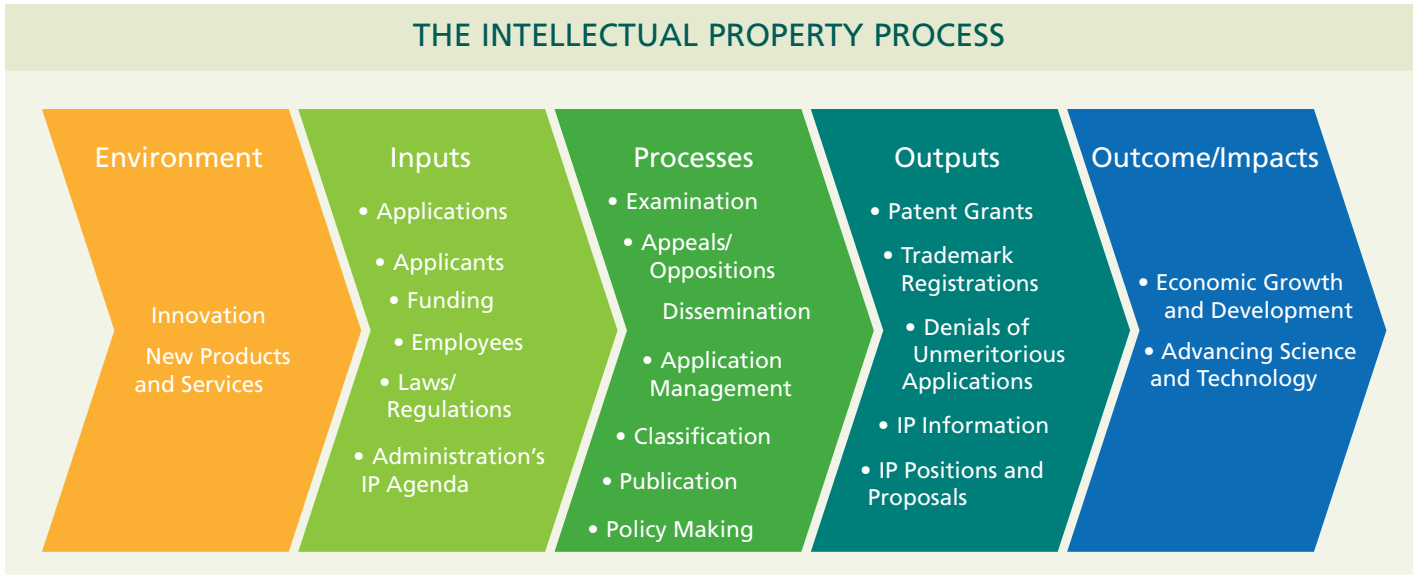 THE INTELLECTUAL PROPERTY PROCESS
Environment
Innovation
New Products
and Services
Inputs
• Applications
• Applicants
• Funding
• Employees
• Laws/
Regulations
• Administration's
IP Agenda
Processes
• Examination
• Appeals/
Oppositions
Dissemination
• Application
Management
• Classification
• Publication
• Policy Making
Outputs
• Patent Grants
• Trademark
Registrations
• Denials of
Unmeritorious
Applications
• IP Information
• IP Positions and
Proposals
Outcome/Impacts
• Economic Growth
and Development
• Advancing Science
and Technology